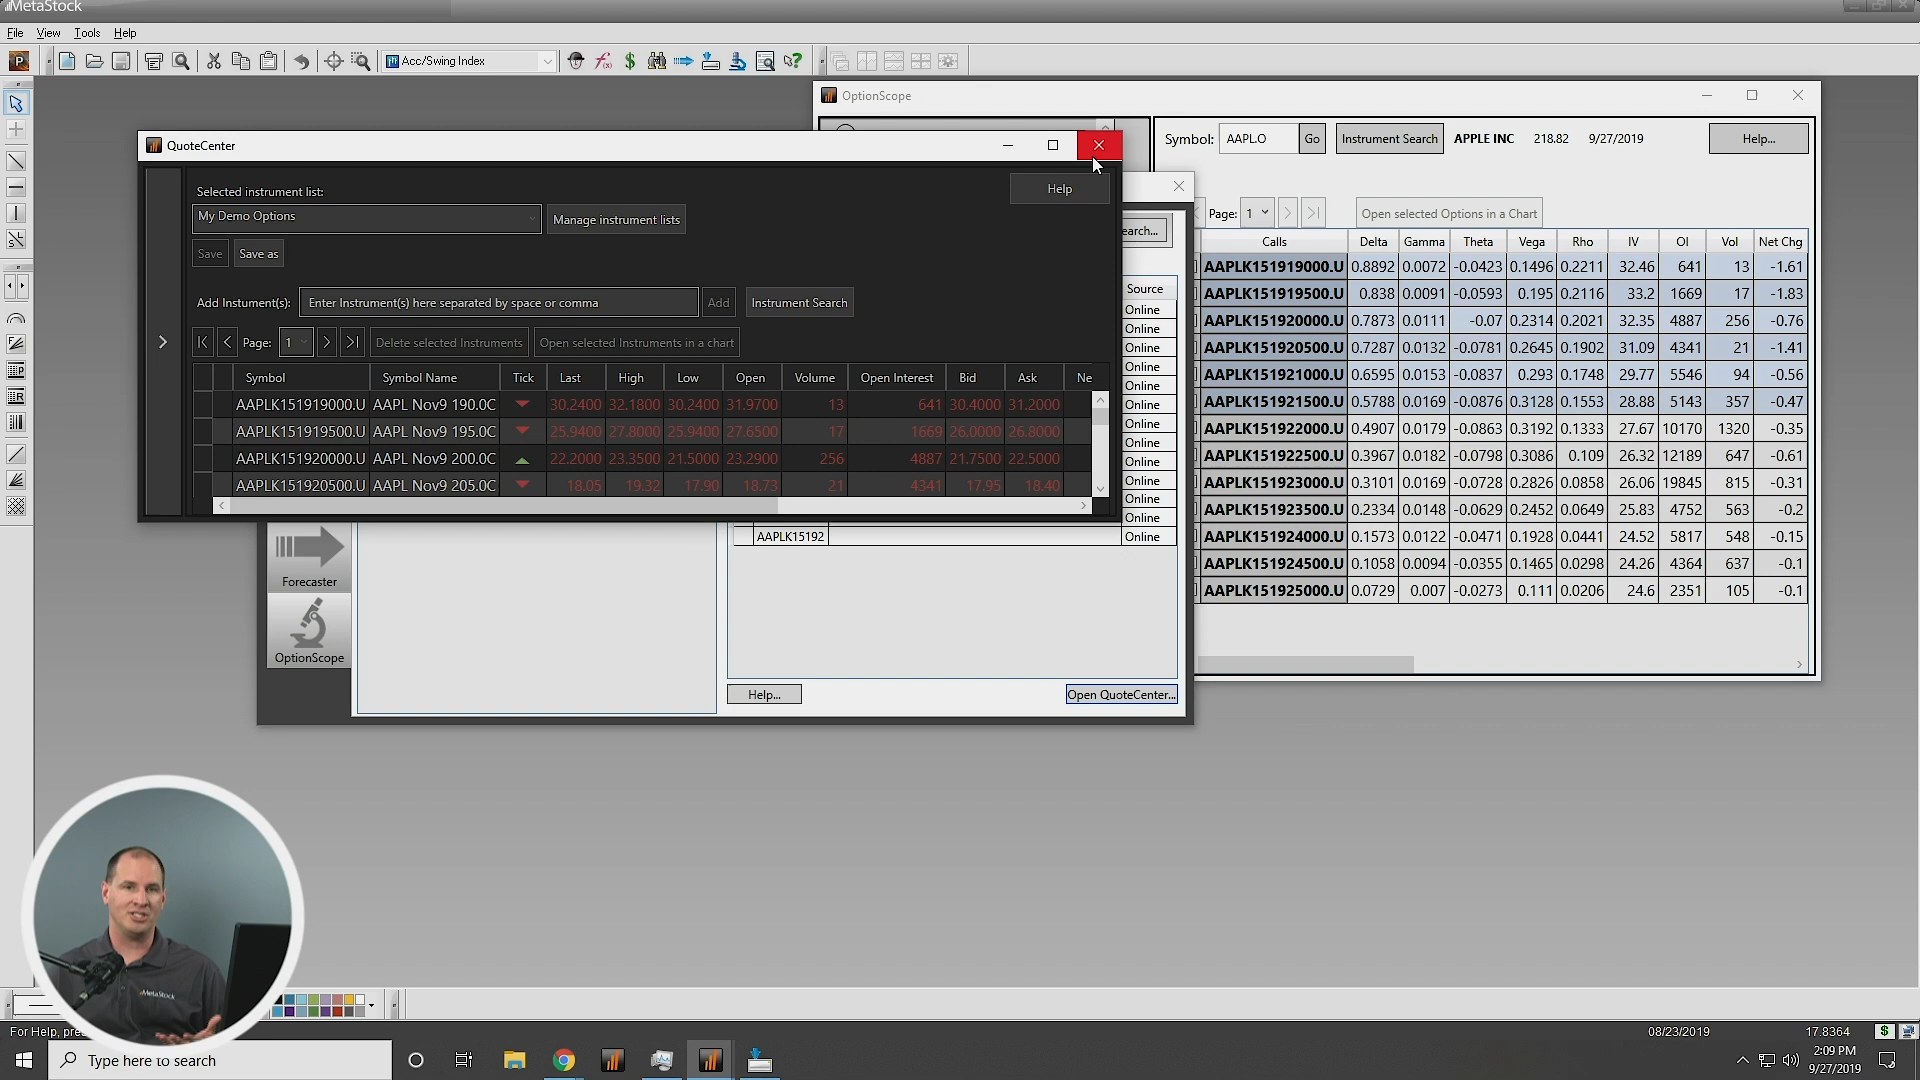 MetaStock
File View Tools Help
Acc/Swing Index
OptionScope
Symbol: AAPL.O Go Instrument Search APPLE INC 218.82 9/27/2019 Help...
QuoteCenter
Selected instrument list:
Help
My Demo Options
Manage instrument lists
Save Save as
Add Instument(s): Enter Instrument(s) here separated by space or comma Add Instrument Search
Page: 1 Delete selected Instruments Open selected Instruments in a chart
Symbol Symbol Name Tick Last High Low Open Volume Open Interest Bid Ask Ne
AAPLK151919000.U AAPL Nov9 190.0C 30.2400 32.1800 30.2400 31.9700 13 641 30.4000 31.2000
AAPLK151919500.U AAPL Nov9 195.0C 25.9400 27.8000 25.9400 27.6500 17 1669 26.0000 26.8000
AAPLK151920000.U AAPL Nov9 200.0C 22.2000 23.3500 21.5000 23.2900 256 4887 21.7500 22.5000
AAPLK151920500.U AAPL Nov9 205.0C 18.05 19.32 17.90 18.73 21 4341 17.95 18.40
earch...
Source
Online
Online
Online
Online
Online
Online
Online
Online
Online
Online
Online
Online
AAPLK15192 Online
Forecaster
OptionScope
Help... Open QuoteCenter...
Page: 1 Open selected Options in a Chart
Calls Delta Gamma Theta Vega Rho IV OI Vol Net Chg
AAPLK151919000.U 0.8892 0.0072 -0.0423 0.1496 0.2211 32.46 641 13 -1.61
AAPLK151919500.U 0.838 0.0091 -0.0593 0.195 0.2116 33.2 1669 17 -1.83
AAPLK151920000.U 0.7873 0.0111 -0.07 0.2314 0.2021 32.35 4887 256 -0.76
AAPLK151920500.U 0.7287 0.0132 -0.0781 0.2645 0.1902 31.09 4341 21 -1.41
AAPLK151921000.U 0.6595 0.0153 -0.0837 0.293 0.1748 29.77 5546 94 -0.56
AAPLK151921500.U 0.5788 0.0169 -0.0876 0.3128 0.1553 28.88 5143 357 -0.47
AAPLK151922000.U 0.4907 0.0179 -0.0863 0.3192 0.1333 27.67 10170 1320 -0.35
AAPLK151922500.U 0.3967 0.0182 -0.0798 0.3086 0.109 26.32 12189 647 -0.61
AAPLK151923000.U 0.3101 0.0169 -0.0728 0.2826 0.0858 26.06 19845 815 -0.31
AAPLK151923500.U 0.2334 0.0148 -0.0629 0.2452 0.0649 25.83 4752 563 -0.2
AAPLK151924000.U 0.1573 0.0122 -0.0471 0.1928 0.0441 24.52 5817 548 -0.15
AAPLK151924500.U 0.1058 0.0094 -0.0355 0.1465 0.0298 24.26 4364 637 -0.1
AAPLK151925000.U 0.0729 0.007 -0.0273 0.111 0.0206 24.6 2351 105 -0.1
MetaStock
For Help, pre
08/23/2019 17.8364
Type here to search
2:09 PM
9/27/2019